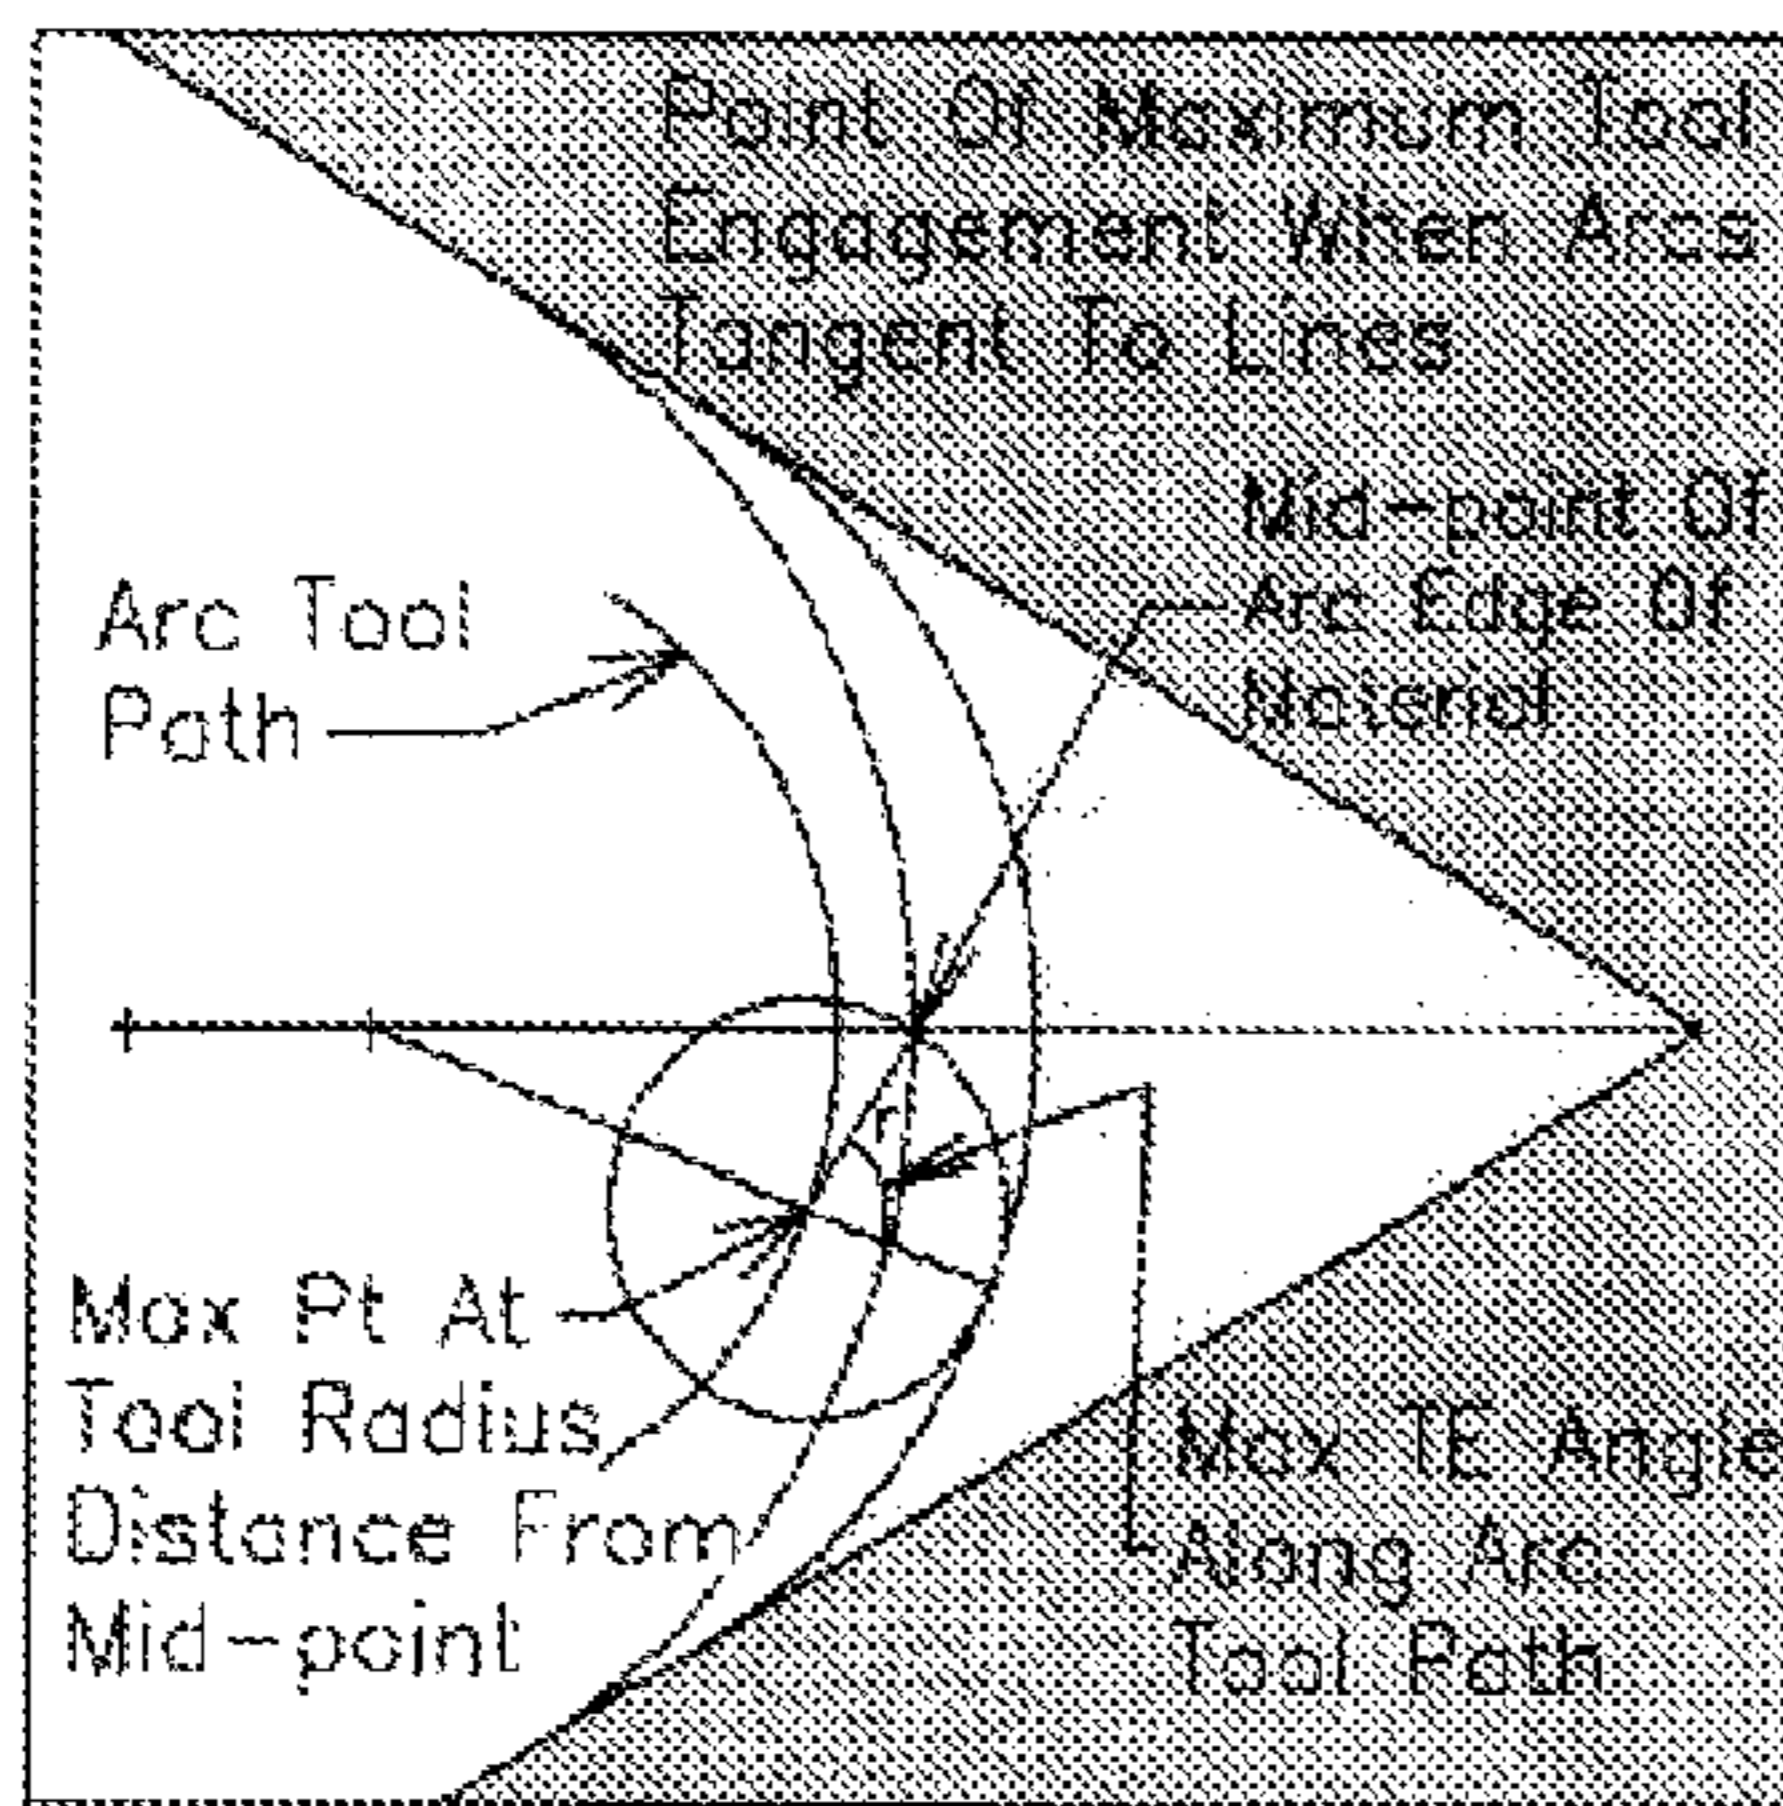 Point Of Maximum Tool
Engagement When Arcs
Tangent To Lines
Mid-point Of
Arc Edge Of
Material
Arc Tool
Path
r
Max Pt At
Tool Radius
Distance From
Mid-point
Max TE Angle
Along Arc
Tool Path